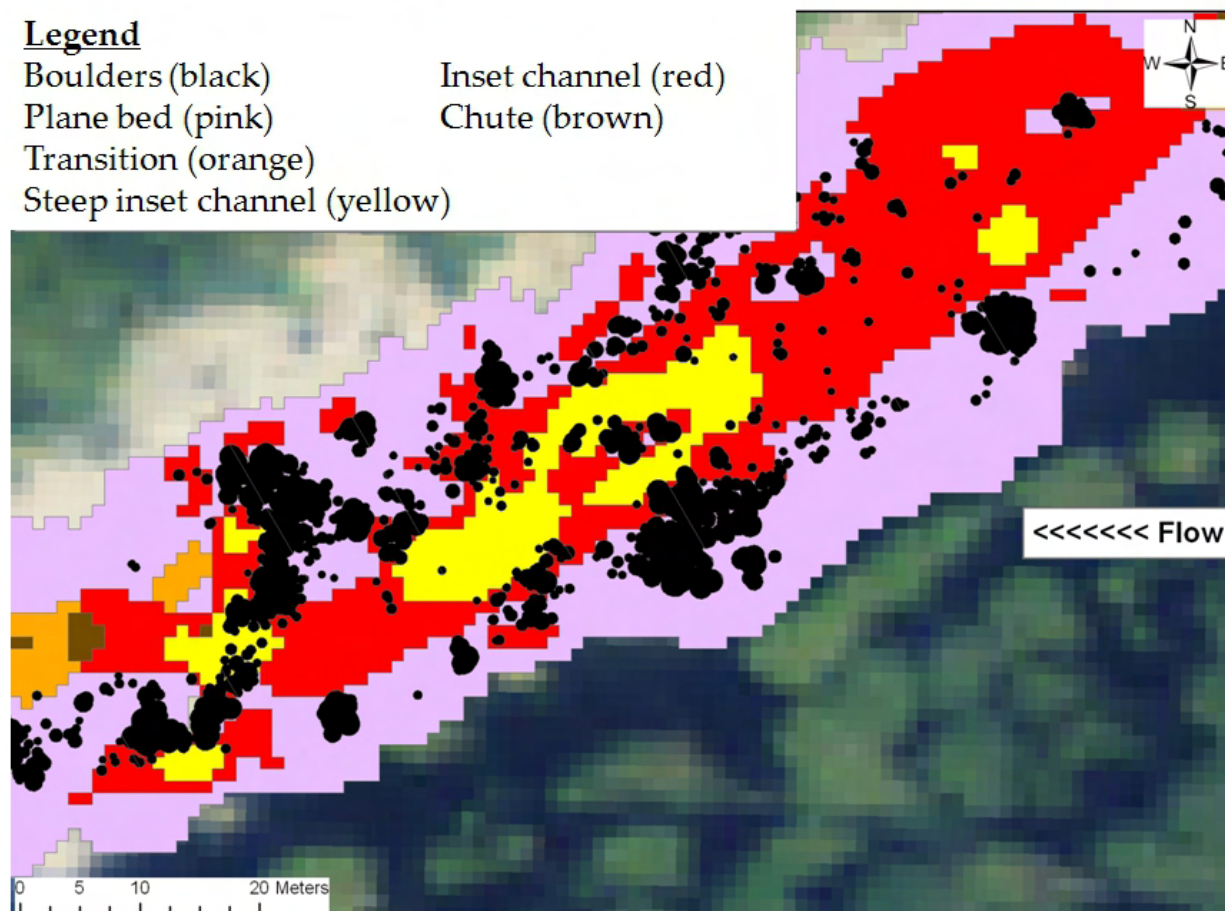 Legend
Boulders (black)
Plane bed (pink)
Transition (orange)
Steep inset channel (yellow)
Inset channel (red)
Chute (brown)
N
W E
S
<<<<<<< Flow
0 5 10 20 Meters